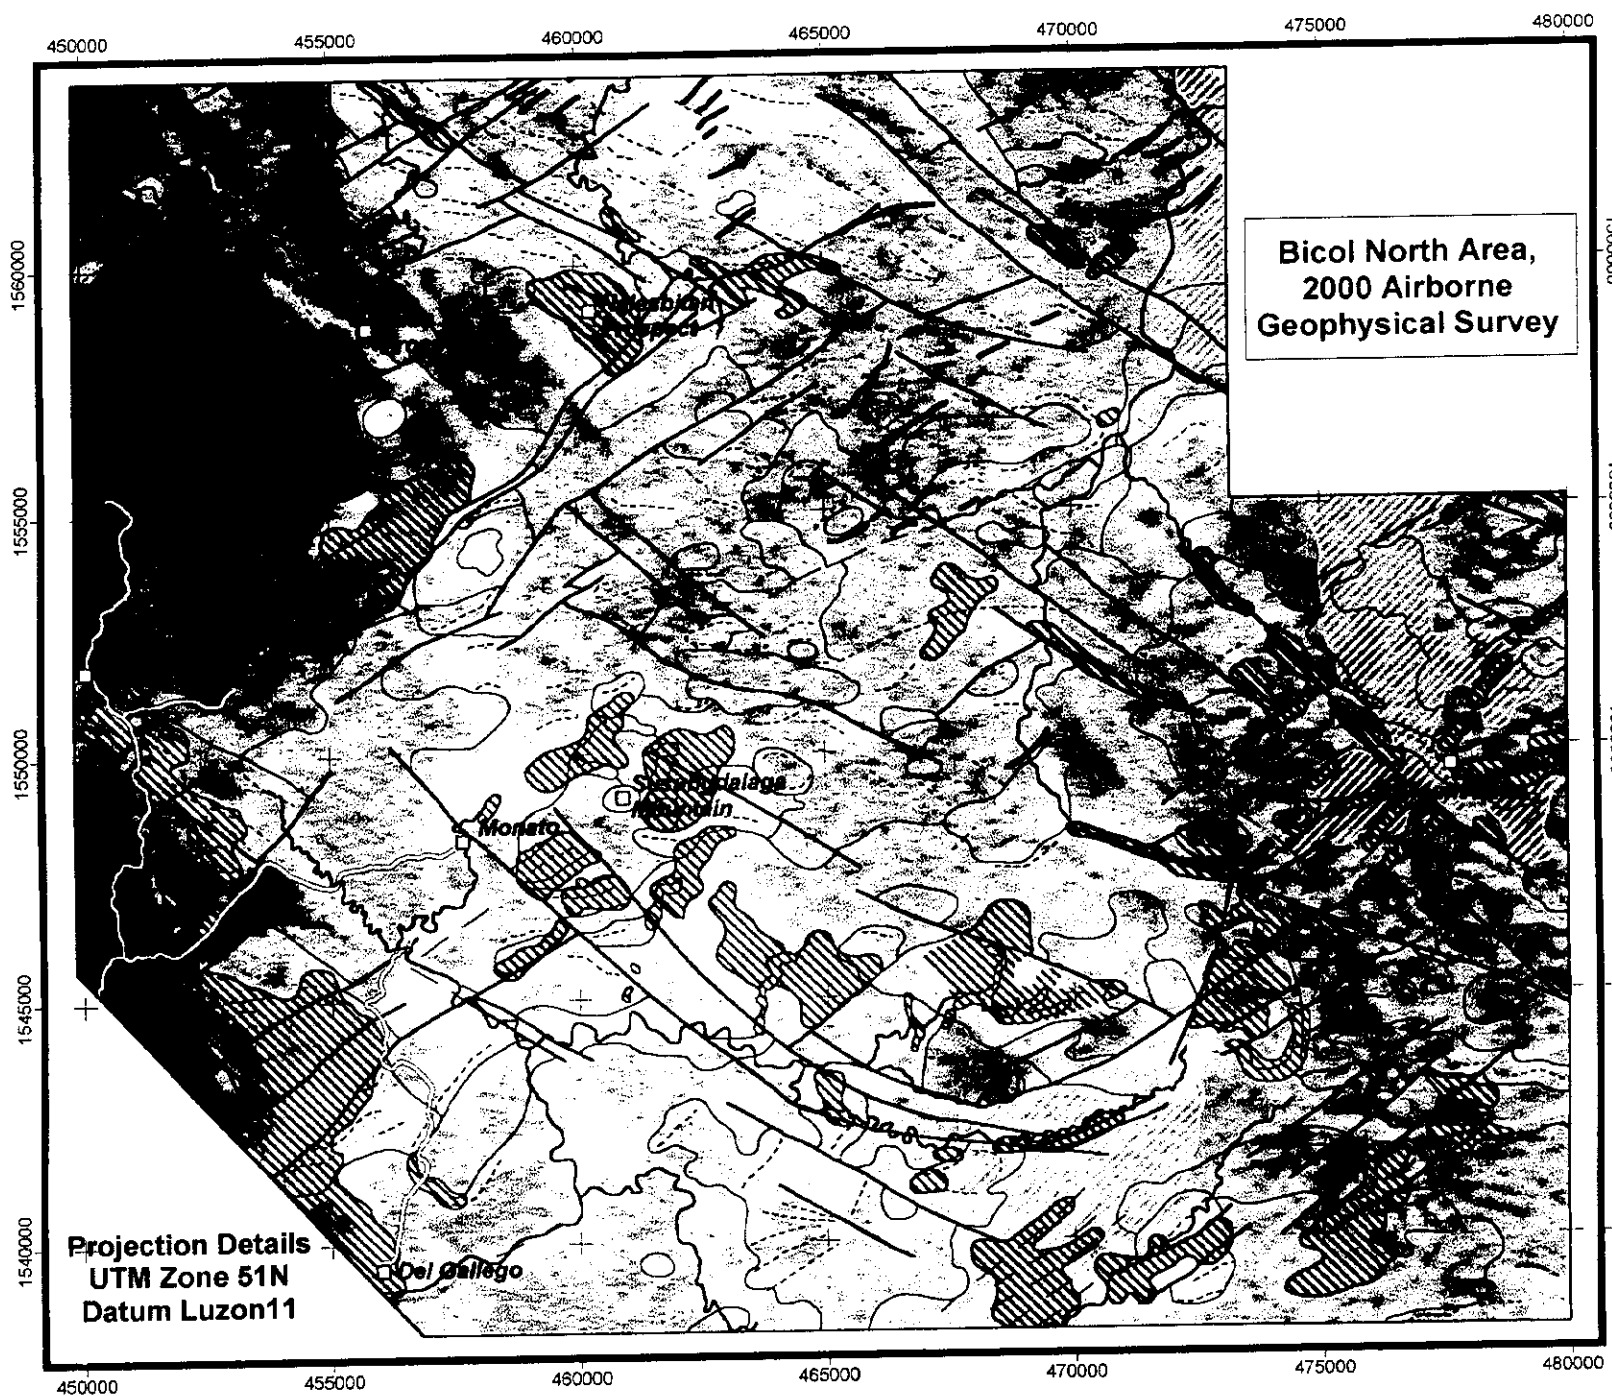 450000
455000
460000
465000
470000
475000
480000
Bicol North Area,
2000 Airborne
Geophysical Survey
1560000
1555000
1550000
1545000
1540000
Mountain
Monato
Del Gallego
Projection Details
UTM Zone 51N
Datum Luzon11
450000
455000
460000
465000
470000
475000
480000